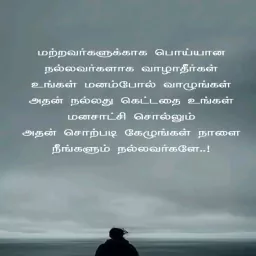 மற்றவர்களுக்காக பொய்யான
நல்லவர்களாக வாழாதீர்கள்
உங்கள் மனம்போல் வாழுங்கள்
அதன் நல்லது கெட்டதை உங்கள்
மனசாட்சி சொல்லும்
அதன் சொற்படி கேழுங்கள் நாளை
நீங்களும் நல்லவர்களே..!